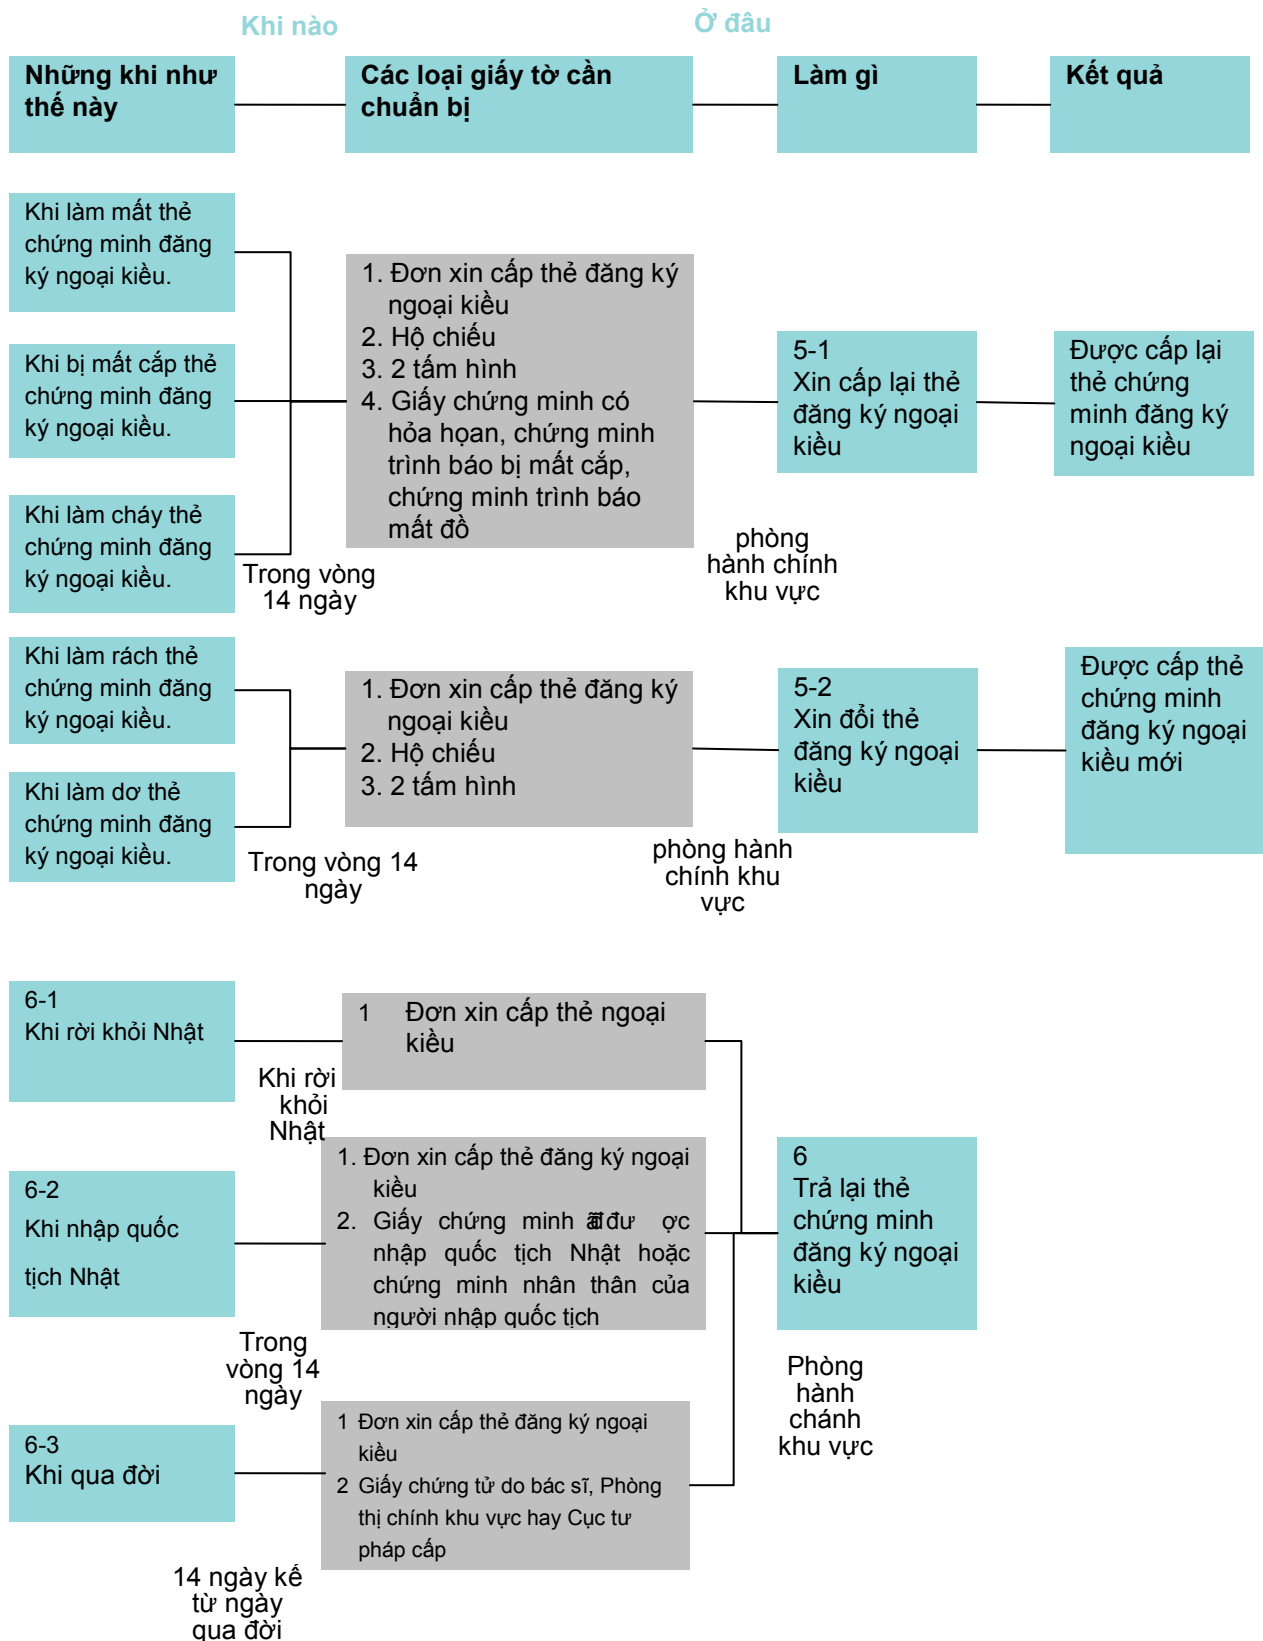 Khi nào
Ở đâu
Những khi như
thế này
Các loại giấy tờ cần
chuẩn bị
Làm gì
Kết quả
Khi làm mất thẻ
chứng minh đăng
ký ngoại kiều.
Khi bị mất cắp thẻ
chứng minh đăng
ký ngoại kiều.
Khi làm cháy thẻ
chứng minh đăng
ký ngoại kiều.
Trong vòng
14 ngày
1. Đơn xin cấp thẻ đăng ký
ngoại kiều
2. Hộ chiếu
3. 2 tấm hình
4. Giấy chứng minh có
hỏa họan, chứng minh
trình báo bị mất cắp,
chứng minh trình báo
mất đồ
phòng
hành chính
khu vực
5-1
Xin cấp lại thẻ
đăng ký ngoại
kiều
Được cấp lại
thẻ chứng
minh đăng ký
ngoại kiều
Khi làm rách thẻ
chứng minh đăng
ký ngoại kiều.
Khi làm dơ thẻ
chứng minh đăng
ký ngoại kiều.
Trong vòng 14
ngày
1. Đơn xin cấp thẻ đăng ký
ngoại kiều
2. Hộ chiếu
3. 2 tấm hình
phòng hành
chính khu
vực
5-2
Xin đổi thẻ
đăng ký ngoại
kiều
Được cấp thẻ
chứng minh
đăng ký ngoại
kiều mới
6-1
Khi rời khỏi Nhật
Khi rời
khỏi
Nhật
1 Đơn xin cấp thẻ ngoại
kiều
6-2
Khi nhập quốc
tịch Nhật
Trong
vòng 14
ngày
1. Đơn xin cấp thẻ đăng ký ngoại
kiều
2. Giấy chứng minh đư ợc
nhập quốc tịch Nhật hoặc
chứng minh nhân thân của
người nhập quốc tịch
6
Trả lại thẻ
chứng minh
đăng ký ngoại
kiều
Phòng
hành
chánh
khu vực
6-3
Khi qua đời
14 ngày kế
từ ngày
qua đời
1 Đơn xin cấp thẻ đăng ký ngoại
kiều
2 Giấy chứng tử do bác sĩ, Phòng
thị chính khu vực hay Cục tư
pháp cấp